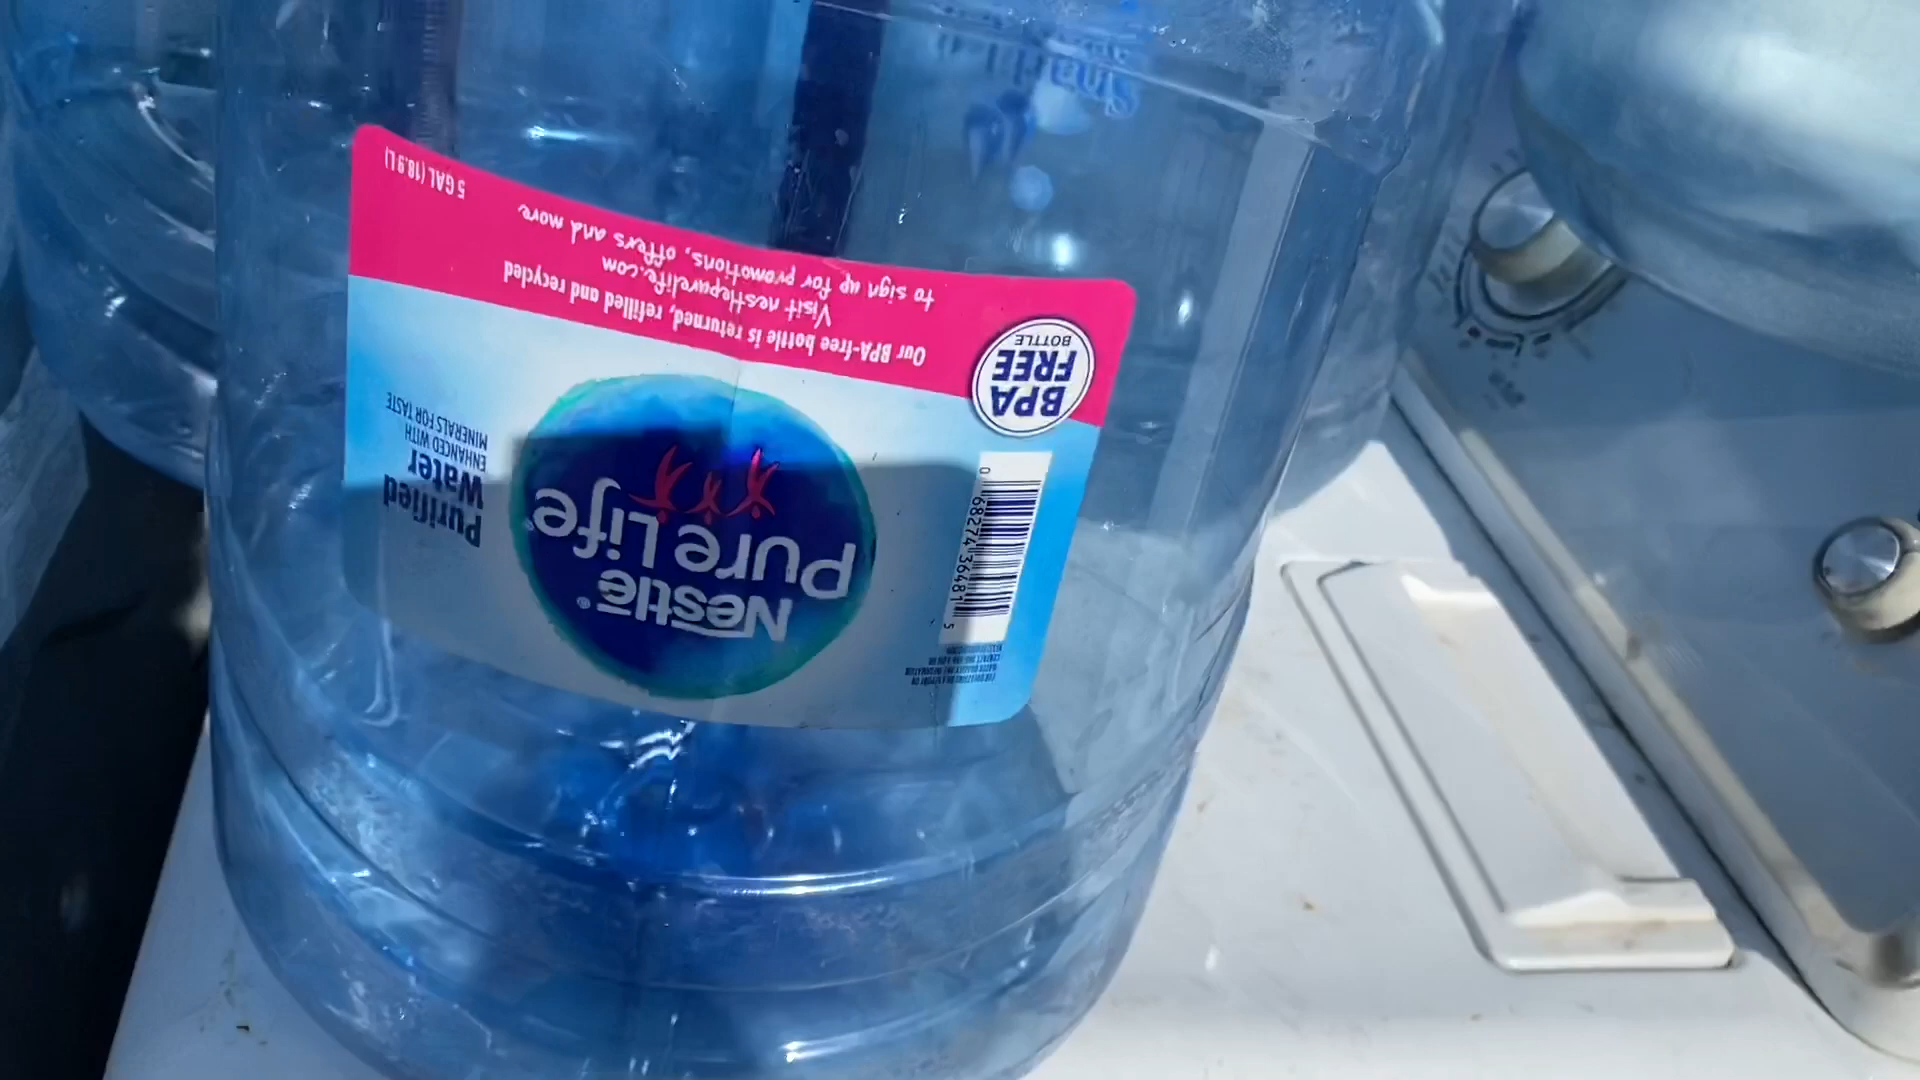 Nestlé®
Pure Life®
Purified
Water
ENHANCED WITH
MINERALS FOR TASTE
0 68274 36481 5
BPA
FREE
BOTTLE
Our BPA-free bottle is returned, refilled and recycled
Visit nestlepurelife.com
to sign up for promotions, offers and more
5 GAL (18.9 L)